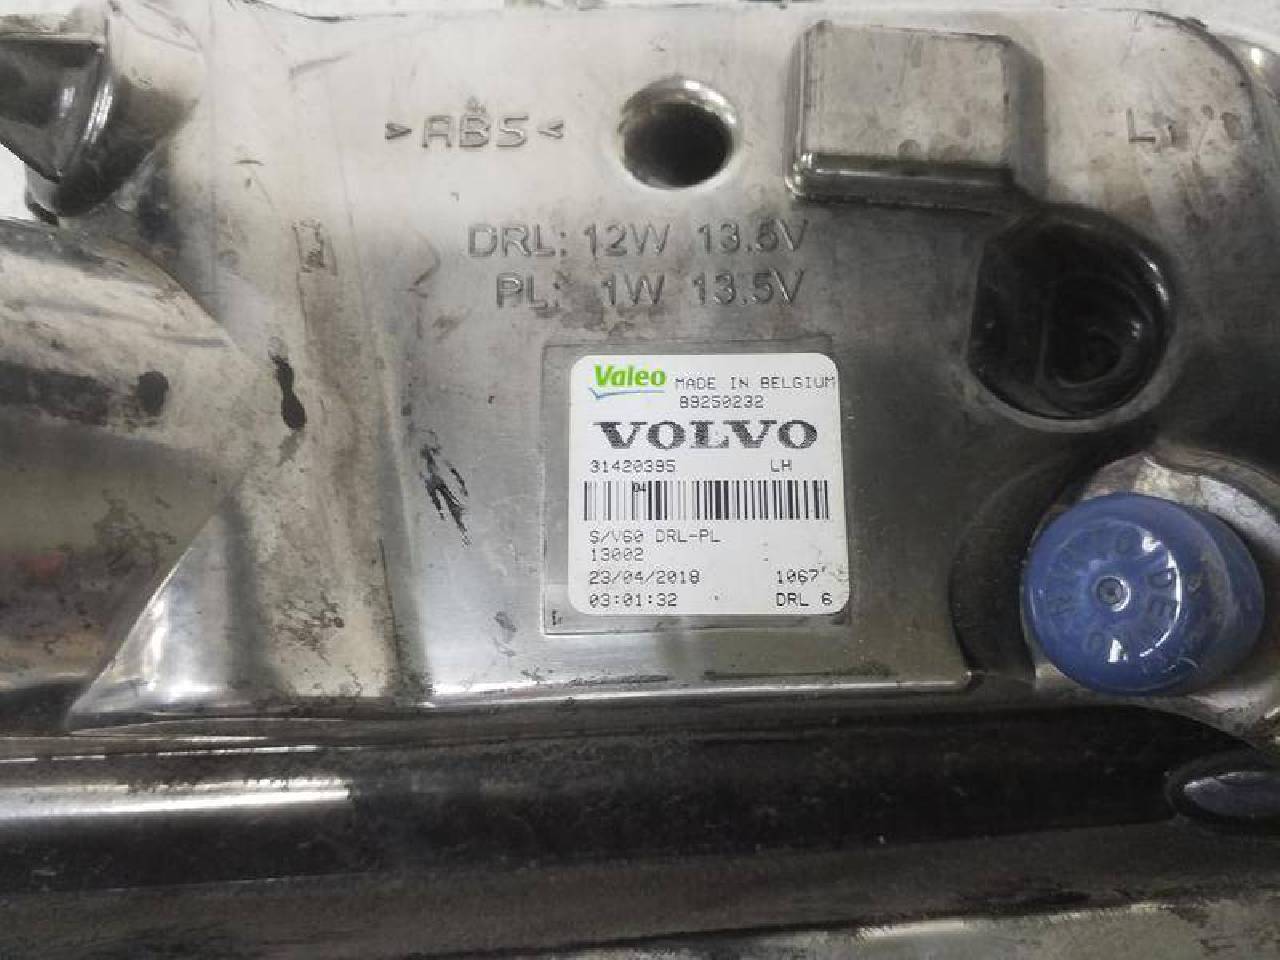 >ABS<
L
DRL: 12W 13.5V
PL: 1W 13.5V
Valeo MADE IN BELGIUM
89250232
VOLVO
31420395 LH
04
S/V60 DRL-PL
13002
23/04/2018 1067
03:01:32 DRL 6